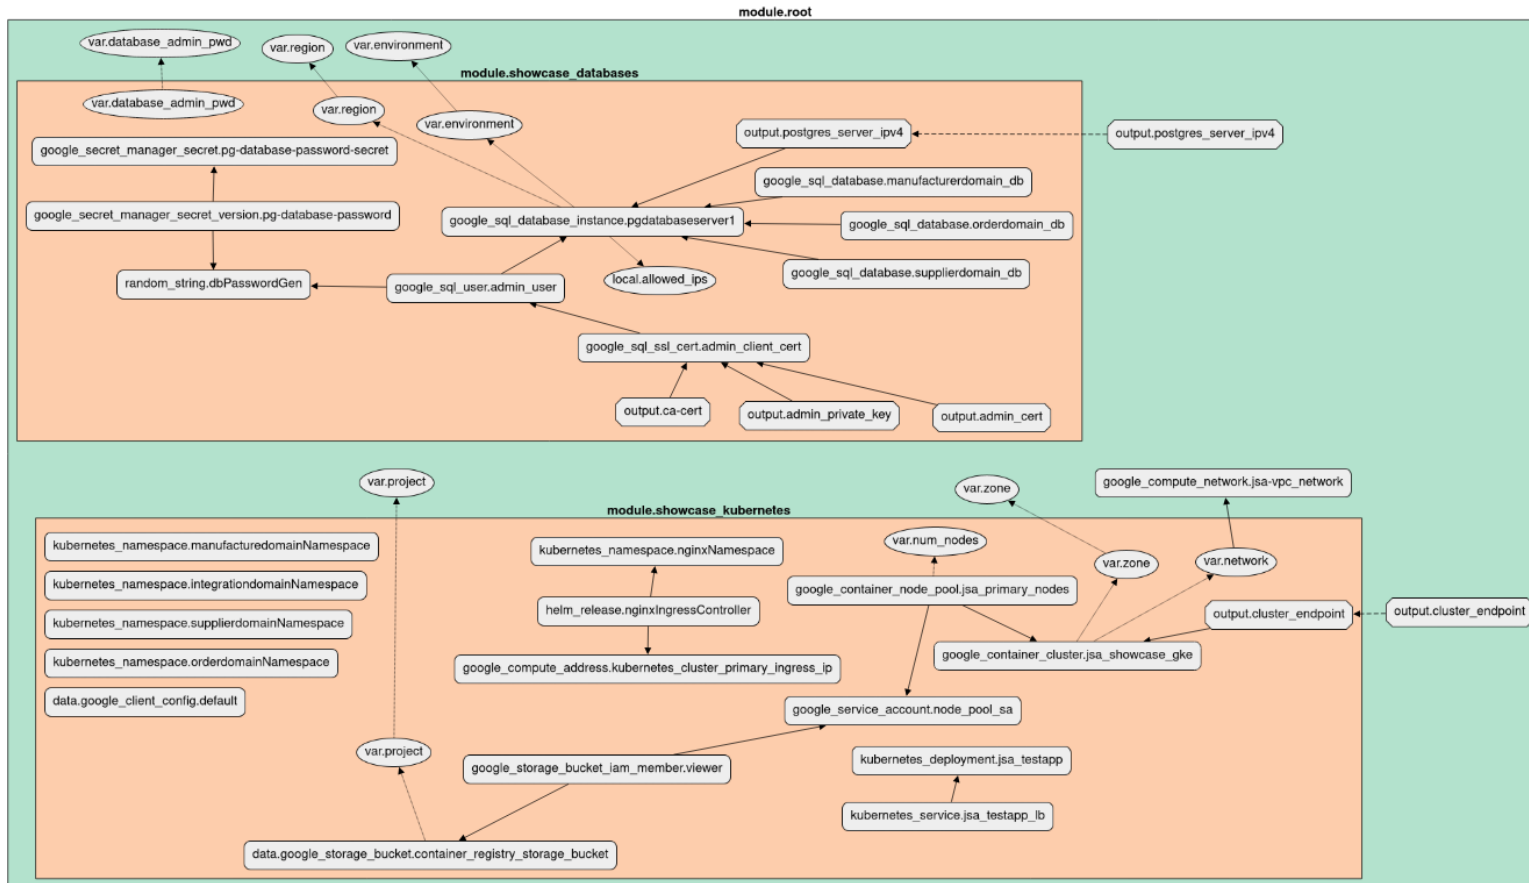 module.root
var.database_admin_pwd
var.region
var.environment
module.showcase_databases
var.database_admin_pwd
var.region
var.environment
output.postgres_server_ipv4
output.postgres_server_ipv4
google_secret_manager_secret.pg-database-password-secret
google_sql_database.manufacturerdomain_db
google_secret_manager_secret_version.pg-database-password
google_sql_database_instance.pgdatabaseserver1
google_sql_database.orderdomain_db
google_sql_database.supplierdomain_db
random_string.dbPasswordGen
google_sql_user.admin_user
local.allowed_ips
google_sql_ssl_cert.admin_client_cert
output.ca-cert
output.admin_private_key
output.admin_cert
var.project
var.zone
google_compute_network.jsa-vpc_network
module.showcase_kubernetes
kubernetes_namespace.manufacturedomainNamespace
kubernetes_namespace.nginxNamespace
var.num_nodes
var.zone
var.network
kubernetes_namespace.integrationdomainNamespace
google_container_node_pool.jsa_primary_nodes
helm_release.nginxIngressController
output.cluster_endpoint
output.cluster_endpoint
kubernetes_namespace.supplierdomainNamespace
google_container_cluster.jsa_showcase_gke
kubernetes_namespace.orderdomainNamespace
google_compute_address.kubernetes_cluster_primary_ingress_ip
data.google_client_config.default
google_service_account.node_pool_sa
var.project
google_storage_bucket_iam_member.viewer
kubernetes_deployment.jsa_testapp
kubernetes_service.jsa_testapp_lb
data.google_storage_bucket.container_registry_storage_bucket